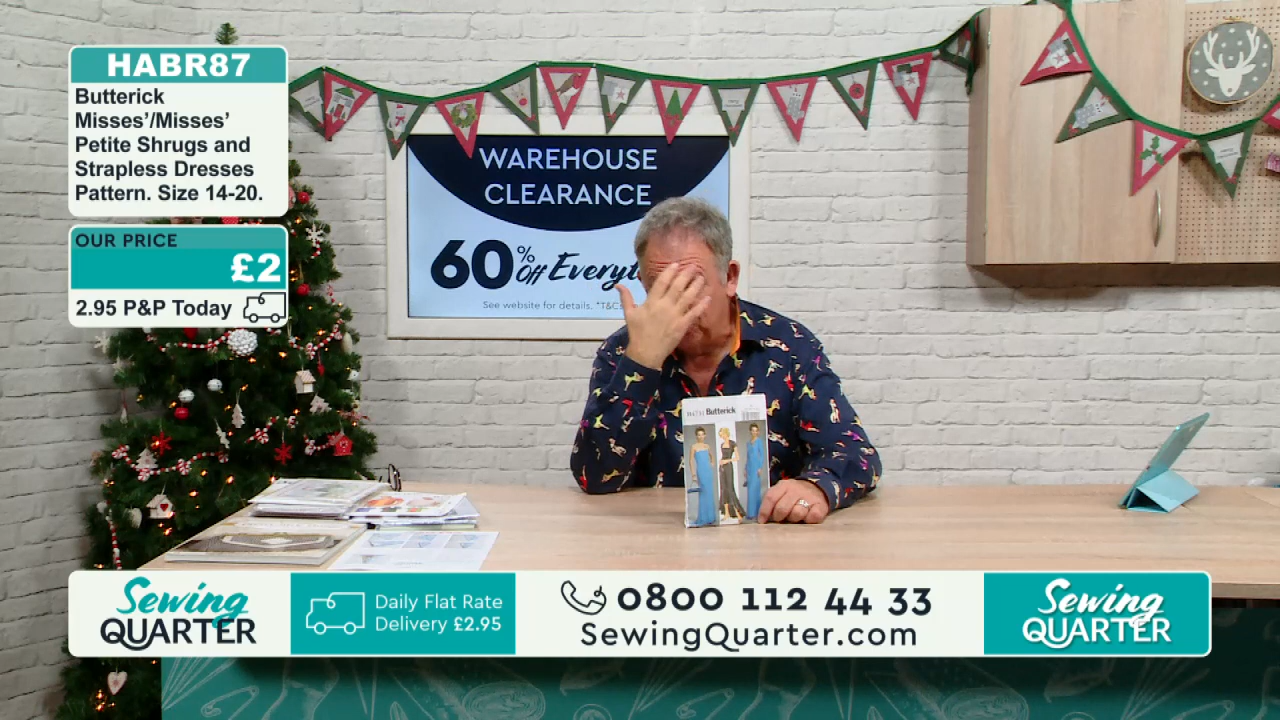 HABR87
Butterick
Misses'/Misses'
Petite Shrugs and
Strapless Dresses
Pattern. Size 14-20.
OUR PRICE
£2
2.95 P&P Today
WAREHOUSE
CLEARANCE
60% Off
See website for details. *T&Cs
Butterick
Sewing
QUARTER
Daily Flat Rate
Delivery £2.95
0800 112 44 33
SewingQuarter.com
Sewing
QUARTER